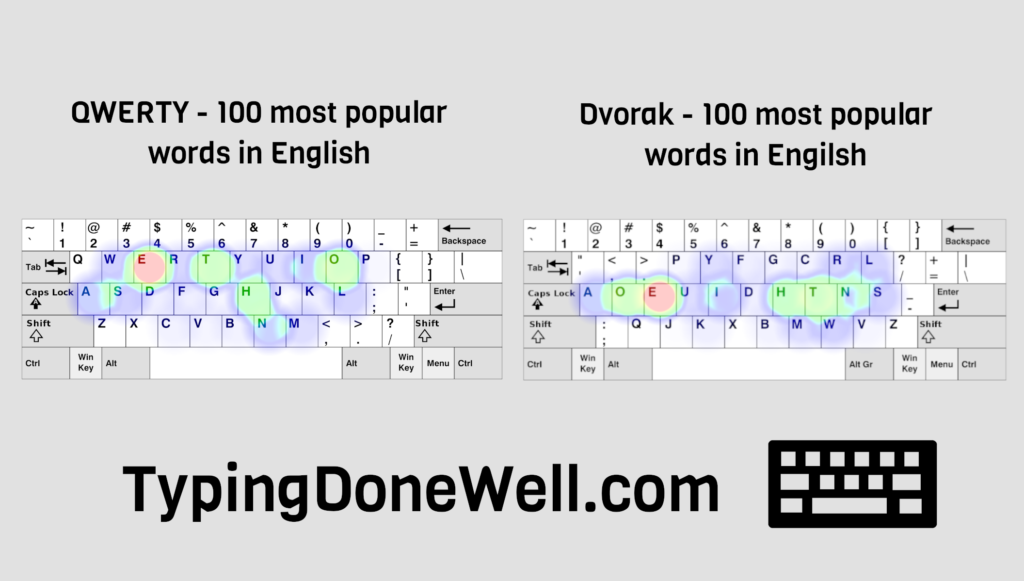 QWERTY - 100 most popular
words in English
Dvorak - 100 most popular
words in Engilsh
~ ! @ # $ % ^ & * ( ) _ +
` 1 2 3 4 5 6 7 8 9 0 - = Backspace
Tab Q W E R T Y U I O P { } |
[ ] \
Caps Lock A S D F G H J K L : " Enter
; '
Shift Z X C V B N M < > ? Shift
, . /
Ctrl Win Key Alt Alt Win Key Menu Ctrl
~ ! @ # $ % ^ & * ( ) { }
` 1 2 3 4 5 6 7 8 9 0 [ ] Backspace
Tab " < > P Y F G C R L ? + |
' , . / = \
Caps Lock A O E U I D H T N S _ Enter
-
Shift : Q J K X B M W V Z Shift
;
Ctrl Win Key Alt Alt Gr Win Key Menu Ctrl
TypingDoneWell.com